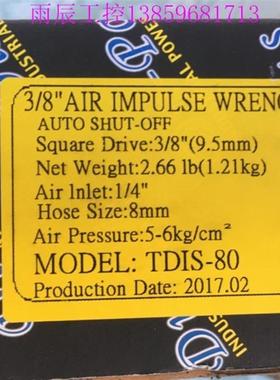 雨辰工控13859681713
3/8"AIR IMPULSE WRENC
AUTO SHUT-OFF
Square Drive:3/8"(9.5mm)
Net Weight:2.66 lb(1.21kg)
Air lnlet:1/4"
Hose Size:8mm
Air Pressure:5-6kg/cm²
MODEL: TDIS-80
Production Date: 2017.02